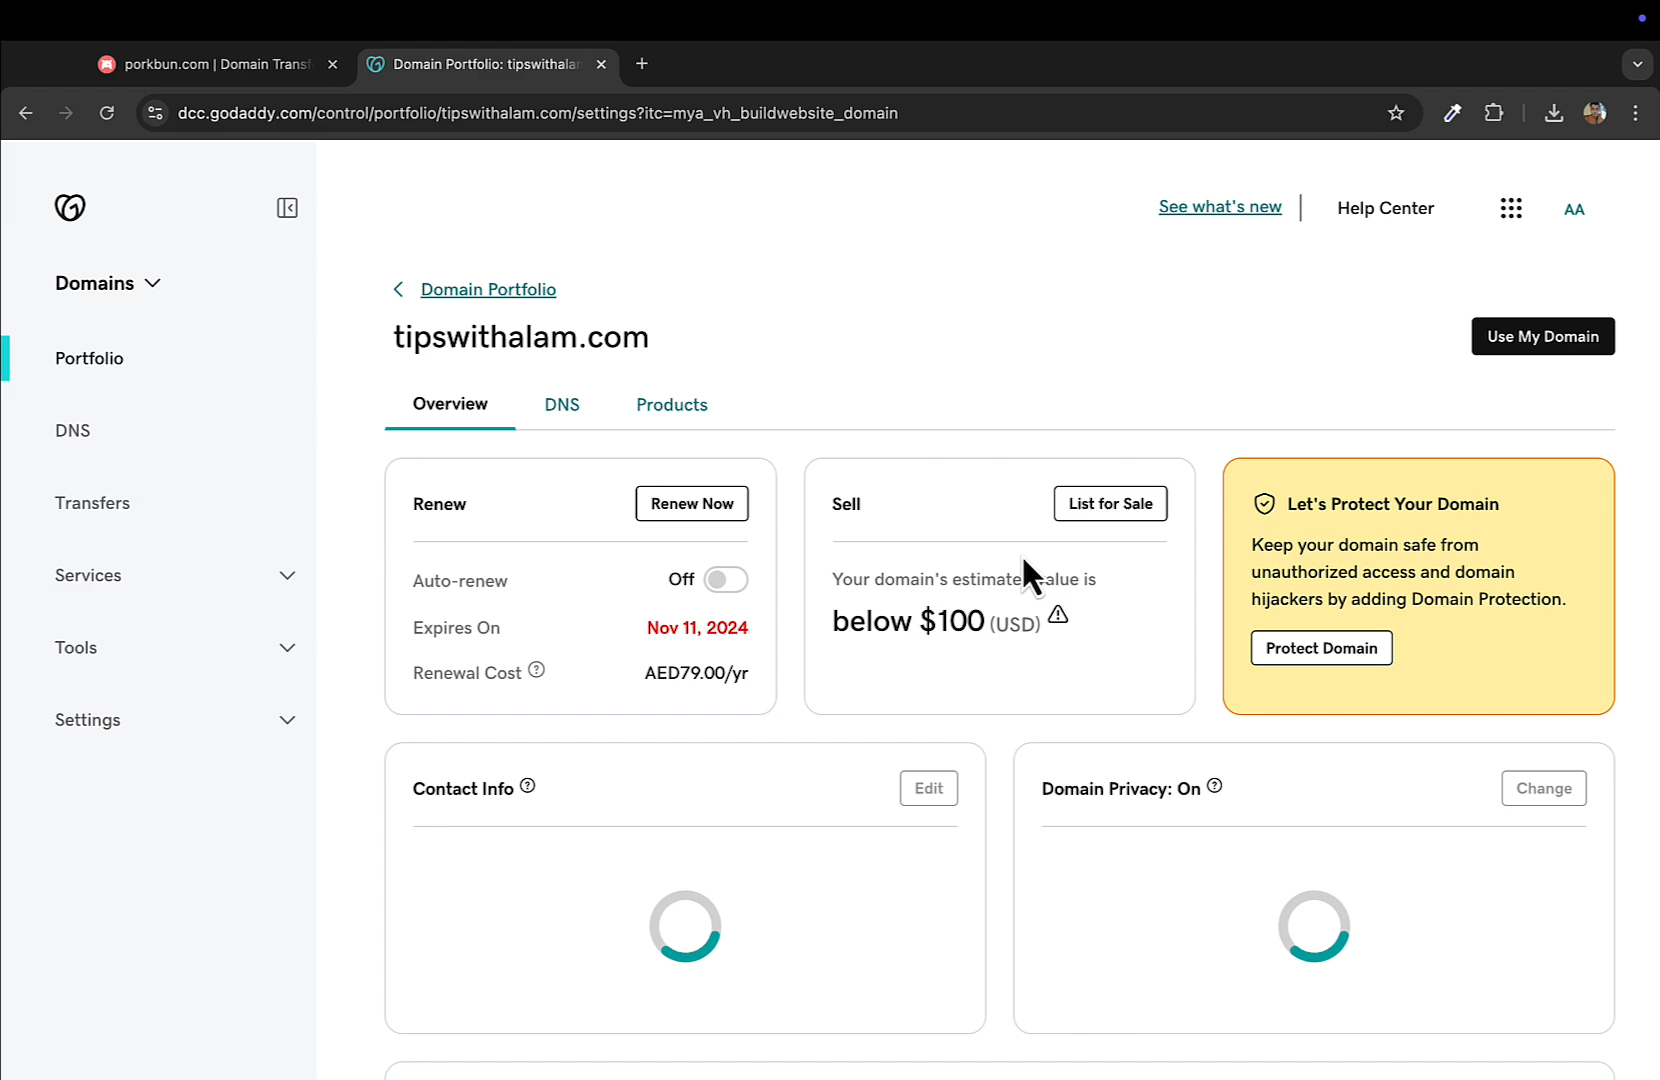 porkbun.com | Domain Transf
Domain Portfolio: tipswithalam
dcc.godaddy.com/control/portfolio/tipswithalam.com/settings?itc=mya_vh_buildwebsite_domain
See what's new
Help Center
AA
Domains
Portfolio
DNS
Transfers
Services
Tools
Settings
Domain Portfolio
tipswithalam.com
Use My Domain
Overview
DNS
Products
Renew
Renew Now
Auto-renew
Off
Expires On
Nov 11, 2024
Renewal Cost
AED79.00/yr
Sell
List for Sale
Your domain's estimated value is
below $100 (USD)
Let's Protect Your Domain
Keep your domain safe from
unauthorized access and domain
hijackers by adding Domain Protection.
Protect Domain
Contact Info
Edit
Domain Privacy: On
Change